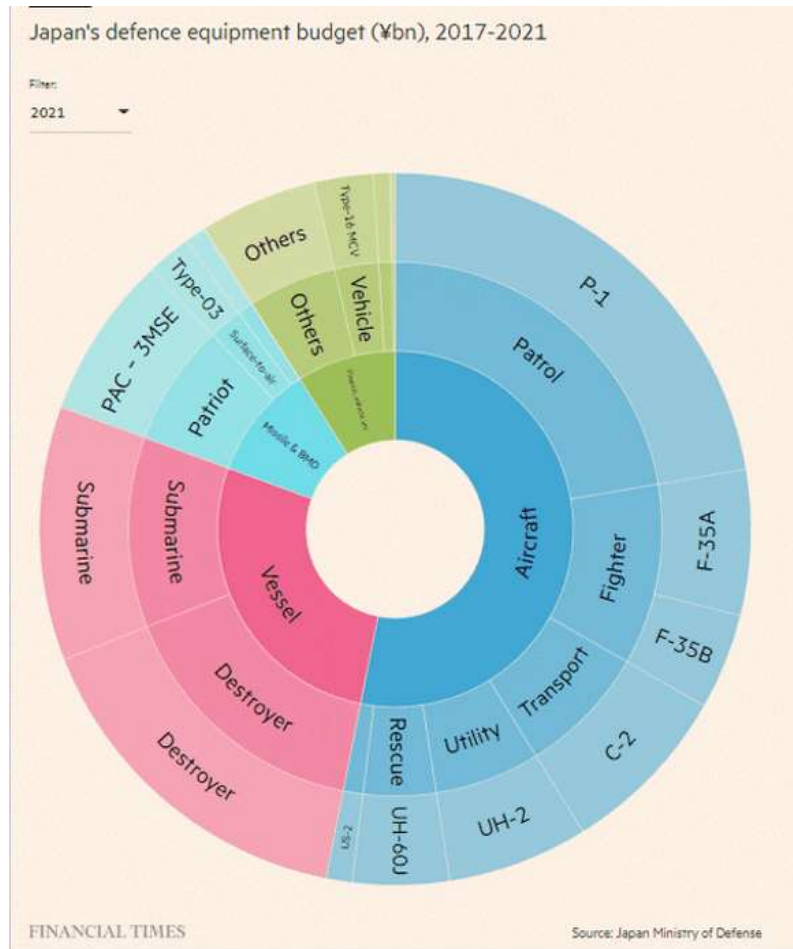 Japan's defence equipment budget (¥bn), 2017-2021
Filter:
2021
P-1
Patrol
Aircraft
Fighter
F-35A
F-35B
Transport
C-2
Utility
UH-2
Rescue
UH-60J
US-2
Vessel
Destroyer
Destroyer
Submarine
Submarine
Missile & BMD
Patriot
PAC - 3MSE
Surface-to-air
Type-03
Others
Others
Vehicle
Type-16 MCV
FINANCIAL TIMES
Source: Japan Ministry of Defense